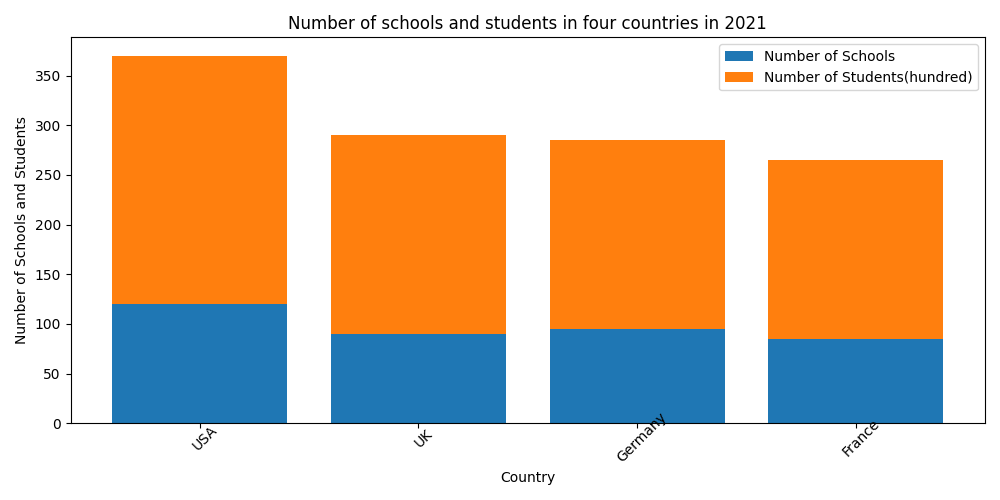 Number of schools and students in four countries in 2021
Number of Schools
Number of Students(hundred)
Number of Schools and Students
350
300
250
200
150
100
50
0
USA
UK
Germany
France
Country